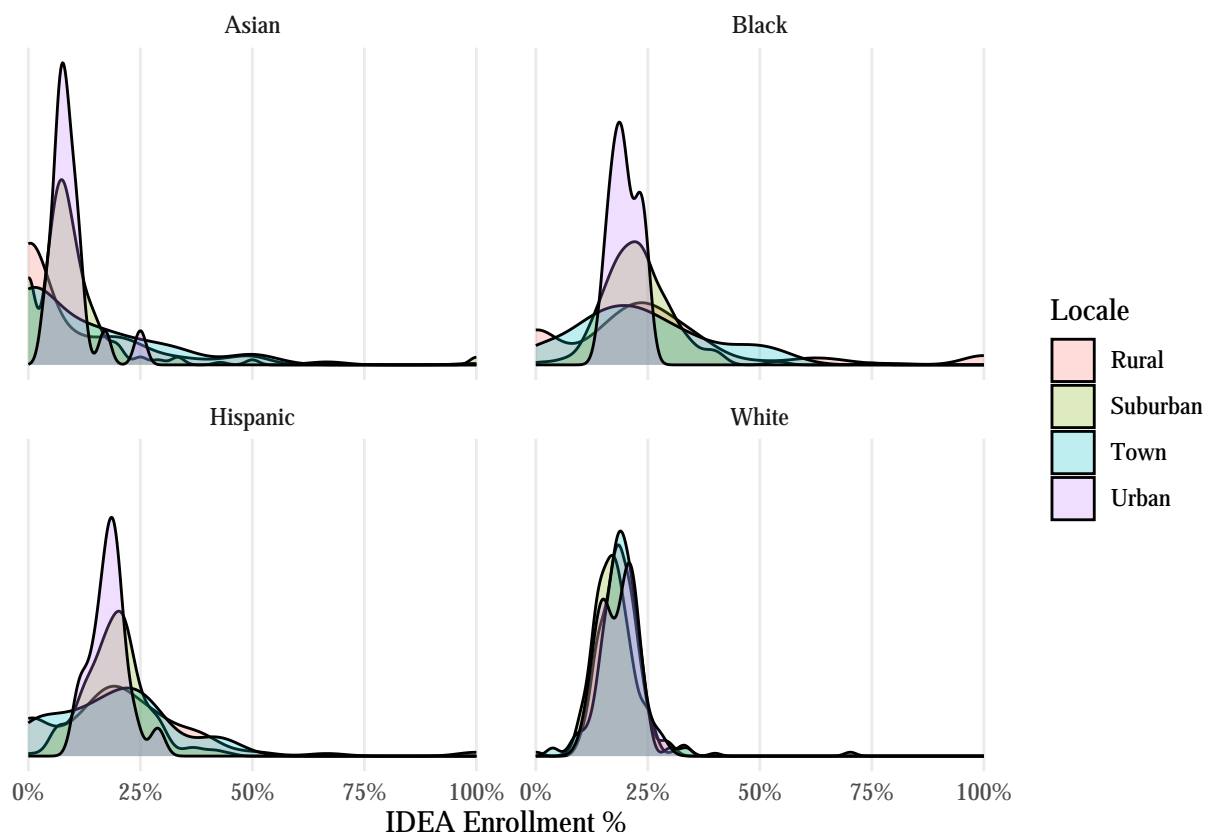 Asian
Black
Hispanic
White
0% 25% 50% 75% 100%
0% 25% 50% 75% 100%
IDEA Enrollment %
Locale
Rural
Suburban
Town
Urban